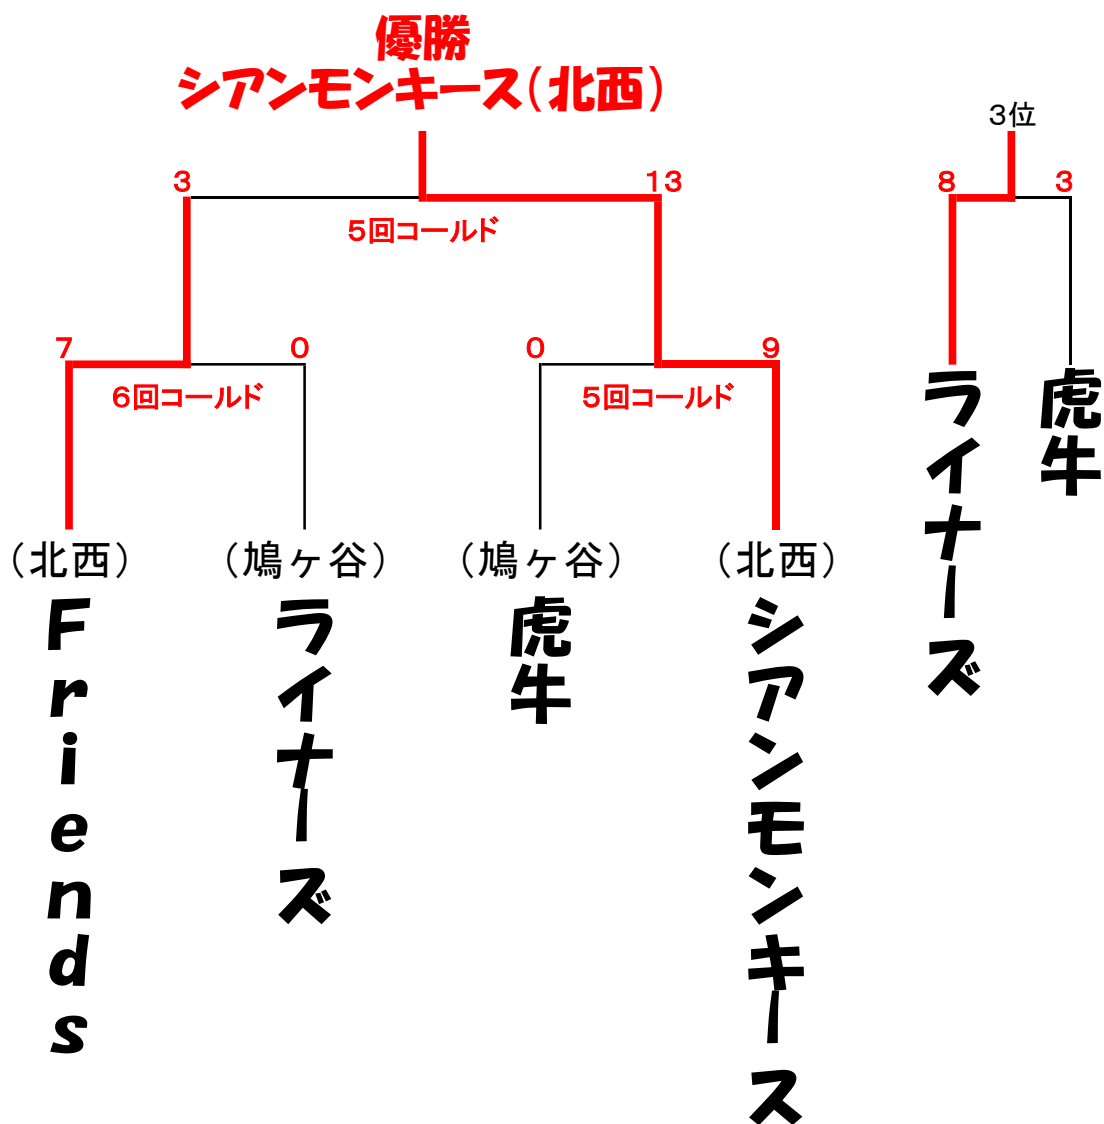 優勝
シアンモンキース(北西)
3位
3
13
8
3
5回コールド
7
0
0
9
6回コールド
5回コールド
ライナーズ
虎牛
(北西)
(鳩ヶ谷)
(鳩ヶ谷)
(北西)
Friends
ライナーズ
虎牛
シアンモンキース